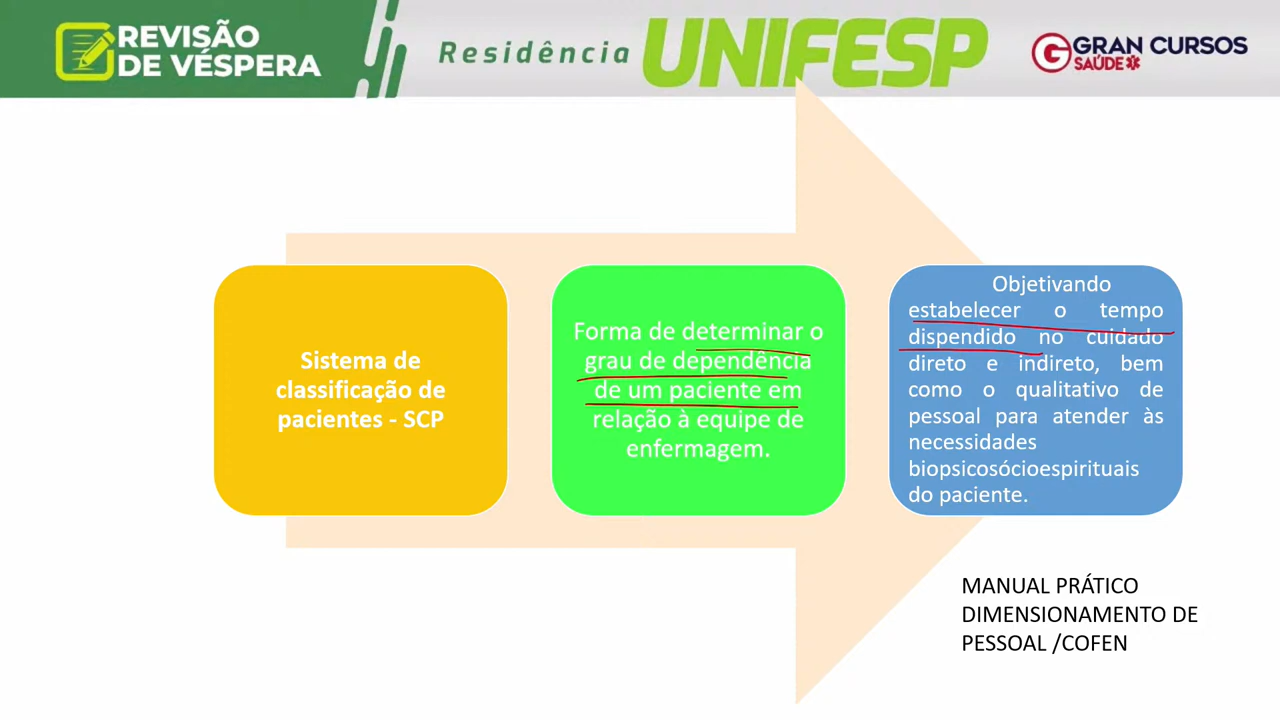 REVISÃO
DE VÉSPERA
Residência UNIFESP
GRAN CURSOS
SAÚDE
Sistema de
classificação de
pacientes - SCP
Forma de determinar o
grau de dependência
de um paciente em
relação à equipe de
enfermagem.
Objetivando
estabelecer o tempo
dispendido no cuidado
direto e indireto, bem
como o qualitativo de
pessoal para atender às
necessidades
biopsicosócioespirituais
do paciente.
MANUAL PRÁTICO
DIMENSIONAMENTO DE
PESSOAL /COFEN